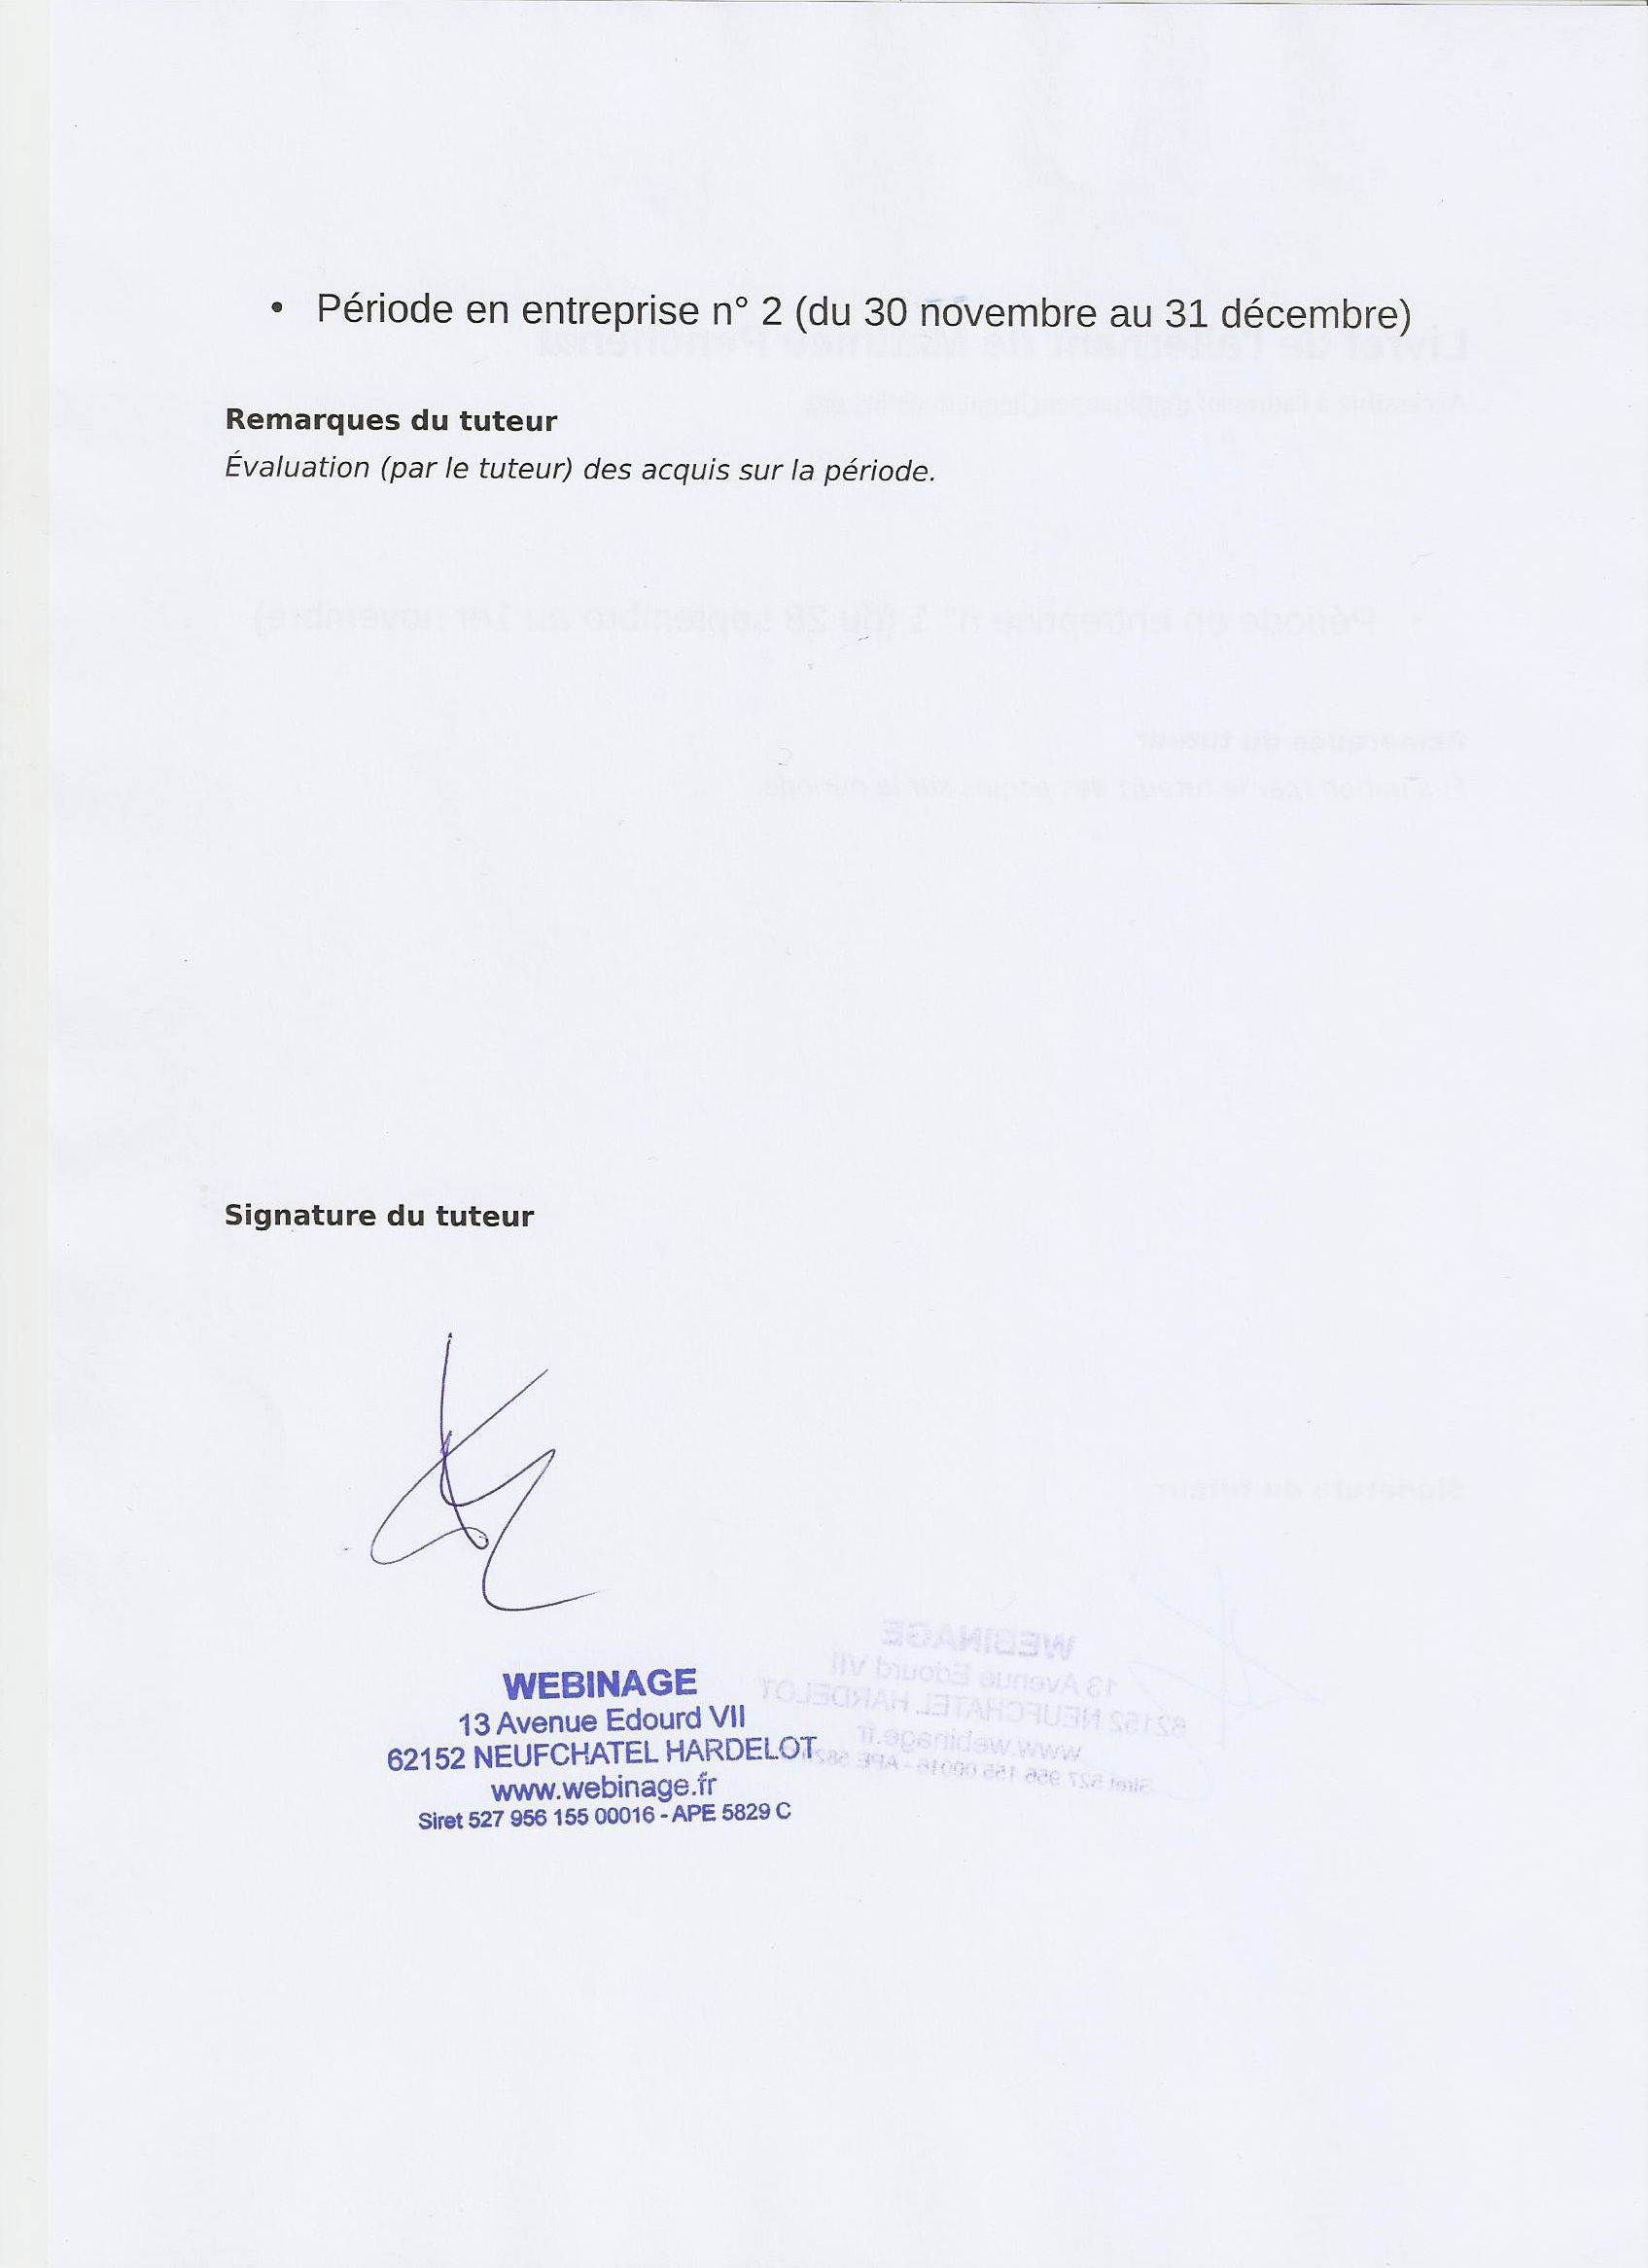 • Période en entreprise n° 2 (du 30 novembre au 31 décembre)
Remarques du tuteur
Évaluation (par le tuteur) des acquis sur la période.
Signature du tuteur
WEBINAGE
13 Avenue Edourd VII
62152 NEUFCHATEL HARDELOT
www.webinage.fr
Siret 527 956 155 00016 - APE 5829 C